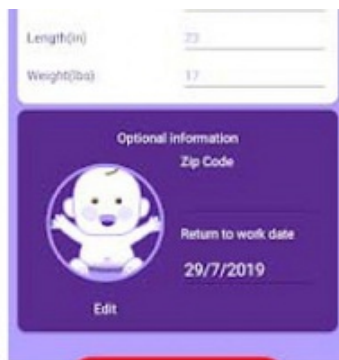 Length(in) 23
Weight(lbs) 17
Optional information
Zip Code
Return to work date
29/7/2019
Edit